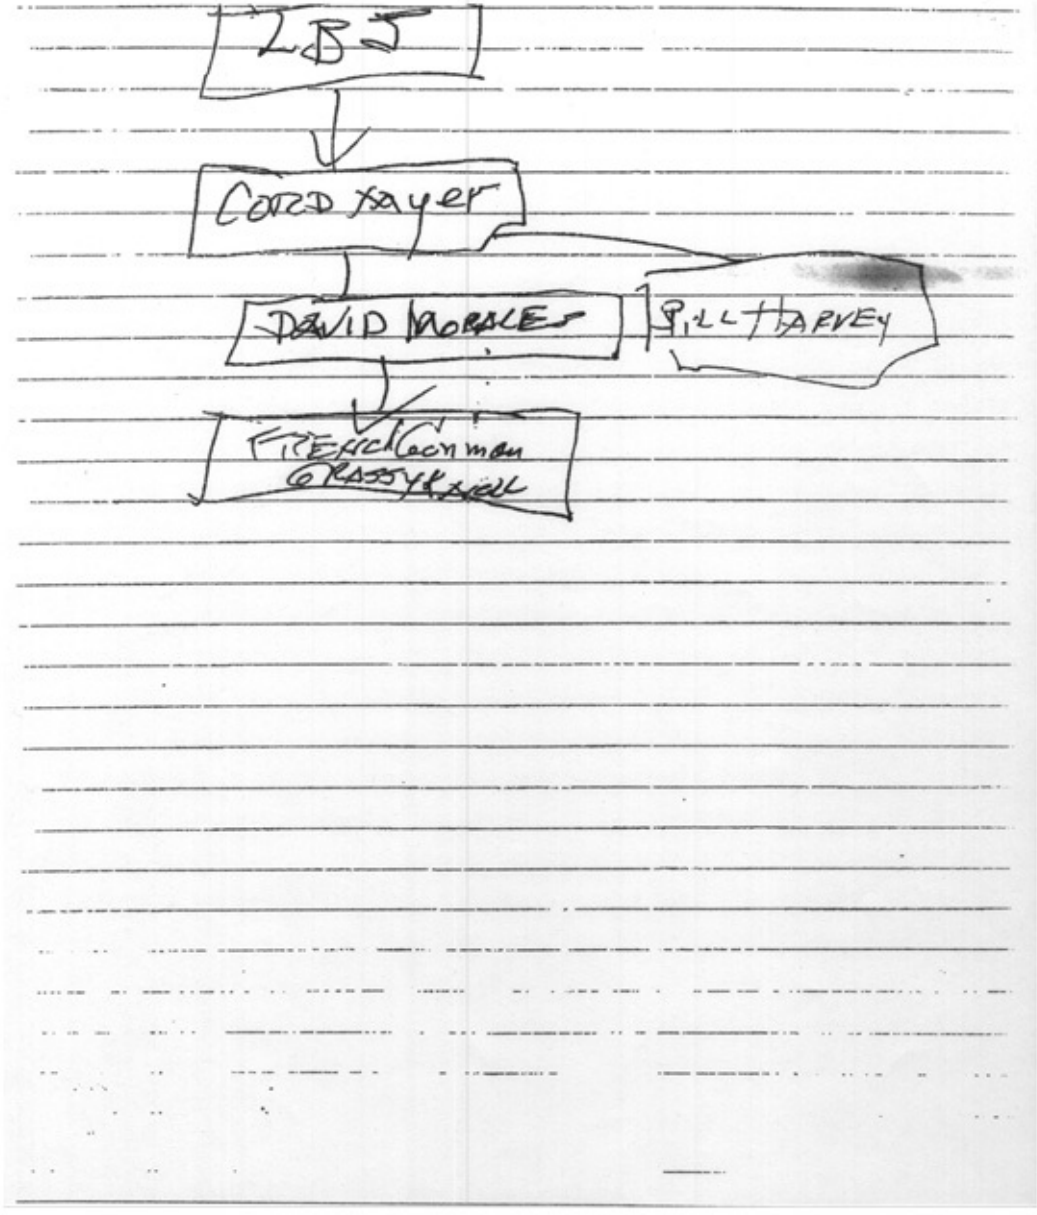 LBJ
CORD Mayer
DAVID MORALES
BILL HARVEY
FRENCH Gunman
GRASSY KNOLL